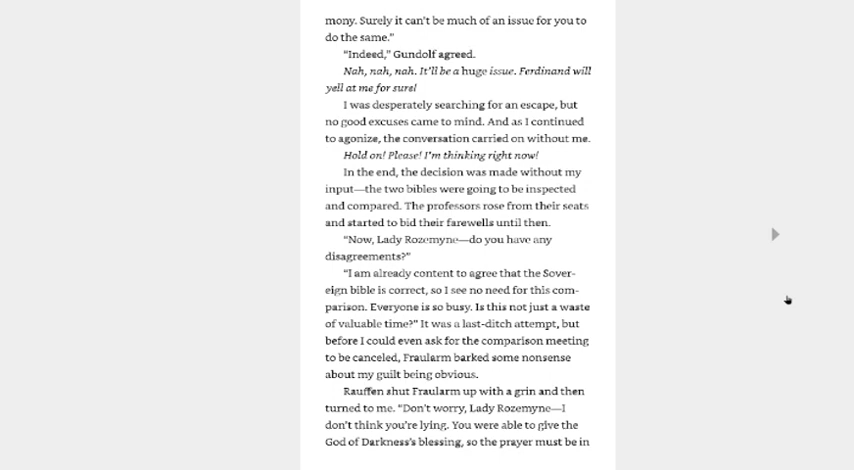 mony. Surely it can't be much of an issue for you to
do the same."
"Indeed," Gundolf agreed.
Nah, nah, nah. It'll be a huge issue. Ferdinand will
yell at me for sure!
I was desperately searching for an escape, but
no good excuses came to mind. And as I continued
to agonize, the conversation carried on without me.
Hold on! Please! I'm thinking right now!
In the end, the decision was made without my
input—the two bibles were going to be inspected
and compared. The professors rose from their seats
and started to bid their farewells until then.
"Now, Lady Rozemyne—do you have any
disagreements?"
"I am already content to agree that the Sover-
eign bible is correct, so I see no need for this com-
parison. Everyone is so busy. Is this not just a waste
of valuable time?" It was a last-ditch attempt, but
before I could even ask for the comparison meeting
to be canceled, Fraularm barked some nonsense
about my guilt being obvious.
Rauffen shut Fraularm up with a grin and then
turned to me. "Don't worry, Lady Rozemyne—I
don't think you're lying. You were able to give the
God of Darkness's blessing, so the prayer must be in